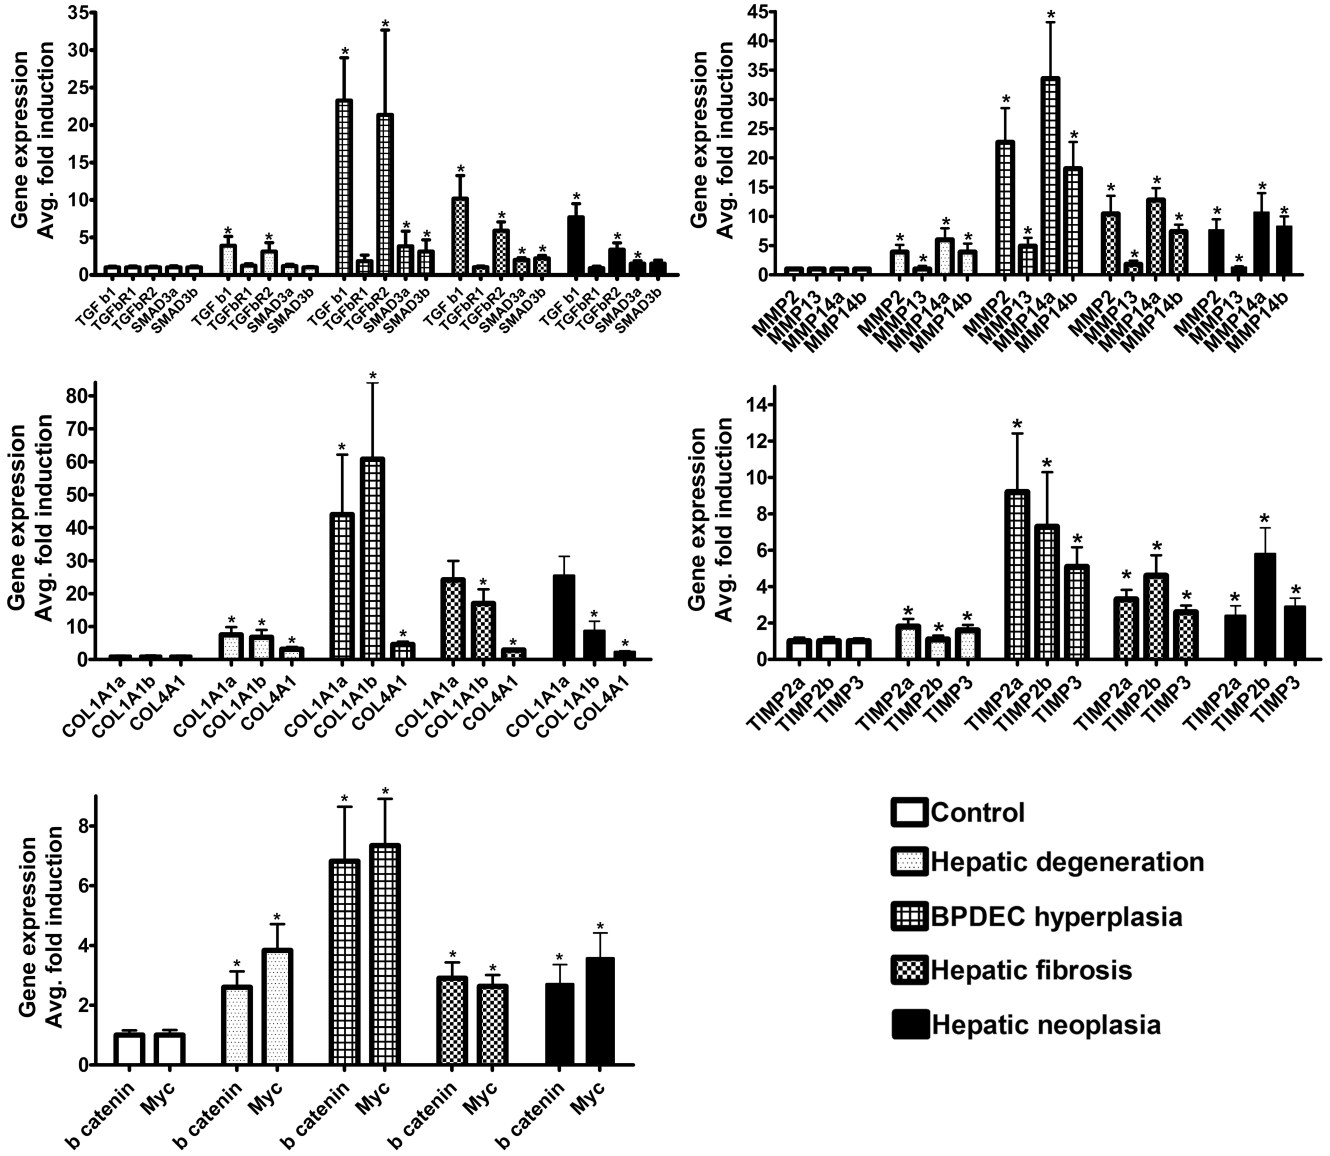 Gene expression
Avg. fold induction
35
30
25
20
15
10
5
0
* * * * * * * * * * * * * *
TGF b1 TGFbR1 TGFbR2 SMAD3a SMAD3b TGF b1 TGFbR1 TGFbR2 SMAD3a SMAD3b TGF b1 TGFbR1 TGFbR2 SMAD3a SMAD3b TGF b1 TGFbR1 TGFbR2 SMAD3a SMAD3b TGF b1 TGFbR1 TGFbR2 SMAD3a SMAD3b
Gene expression
Avg. fold induction
45
40
35
30
25
20
15
10
5
0
* * * * * * * * * * * * * * * *
MMP2 MMP13 MMP14a MMP14b MMP2 MMP13 MMP14a MMP14b MMP2 MMP13 MMP14a MMP14b MMP2 MMP13 MMP14a MMP14b MMP2 MMP13 MMP14a MMP14b
Gene expression
Avg. fold induction
80
70
60
50
40
30
20
10
0
* * * * * * * * * *
COL1A1a COL1A1b COL4A1 COL1A1a COL1A1b COL4A1 COL1A1a COL1A1b COL4A1 COL1A1a COL1A1b COL4A1 COL1A1a COL1A1b COL4A1
Gene expression
Avg. fold induction
14
12
10
8
6
4
2
0
* * * * * * * * * * * *
TIMP2a TIMP2b TIMP3 TIMP2a TIMP2b TIMP3 TIMP2a TIMP2b TIMP3 TIMP2a TIMP2b TIMP3 TIMP2a TIMP2b TIMP3
Gene expression
Avg. fold induction
8
6
4
2
0
* * * * * * * *
b catenin Myc b catenin Myc b catenin Myc b catenin Myc b catenin Myc
Control
Hepatic degeneration
BPDEC hyperplasia
Hepatic fibrosis
Hepatic neoplasia